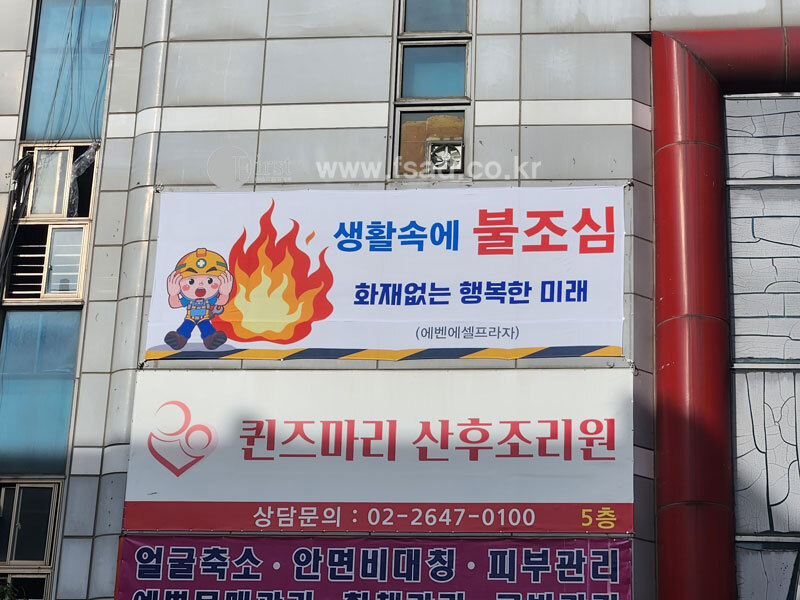 First www.fsad.co.kr
생활속에 불조심
화재없는 행복한 미래
(에벤에셀프라자)
퀸즈마리 산후조리원
상담문의 : 02-2647-0100 5층
얼굴축소 · 안면비대칭 · 피부관리